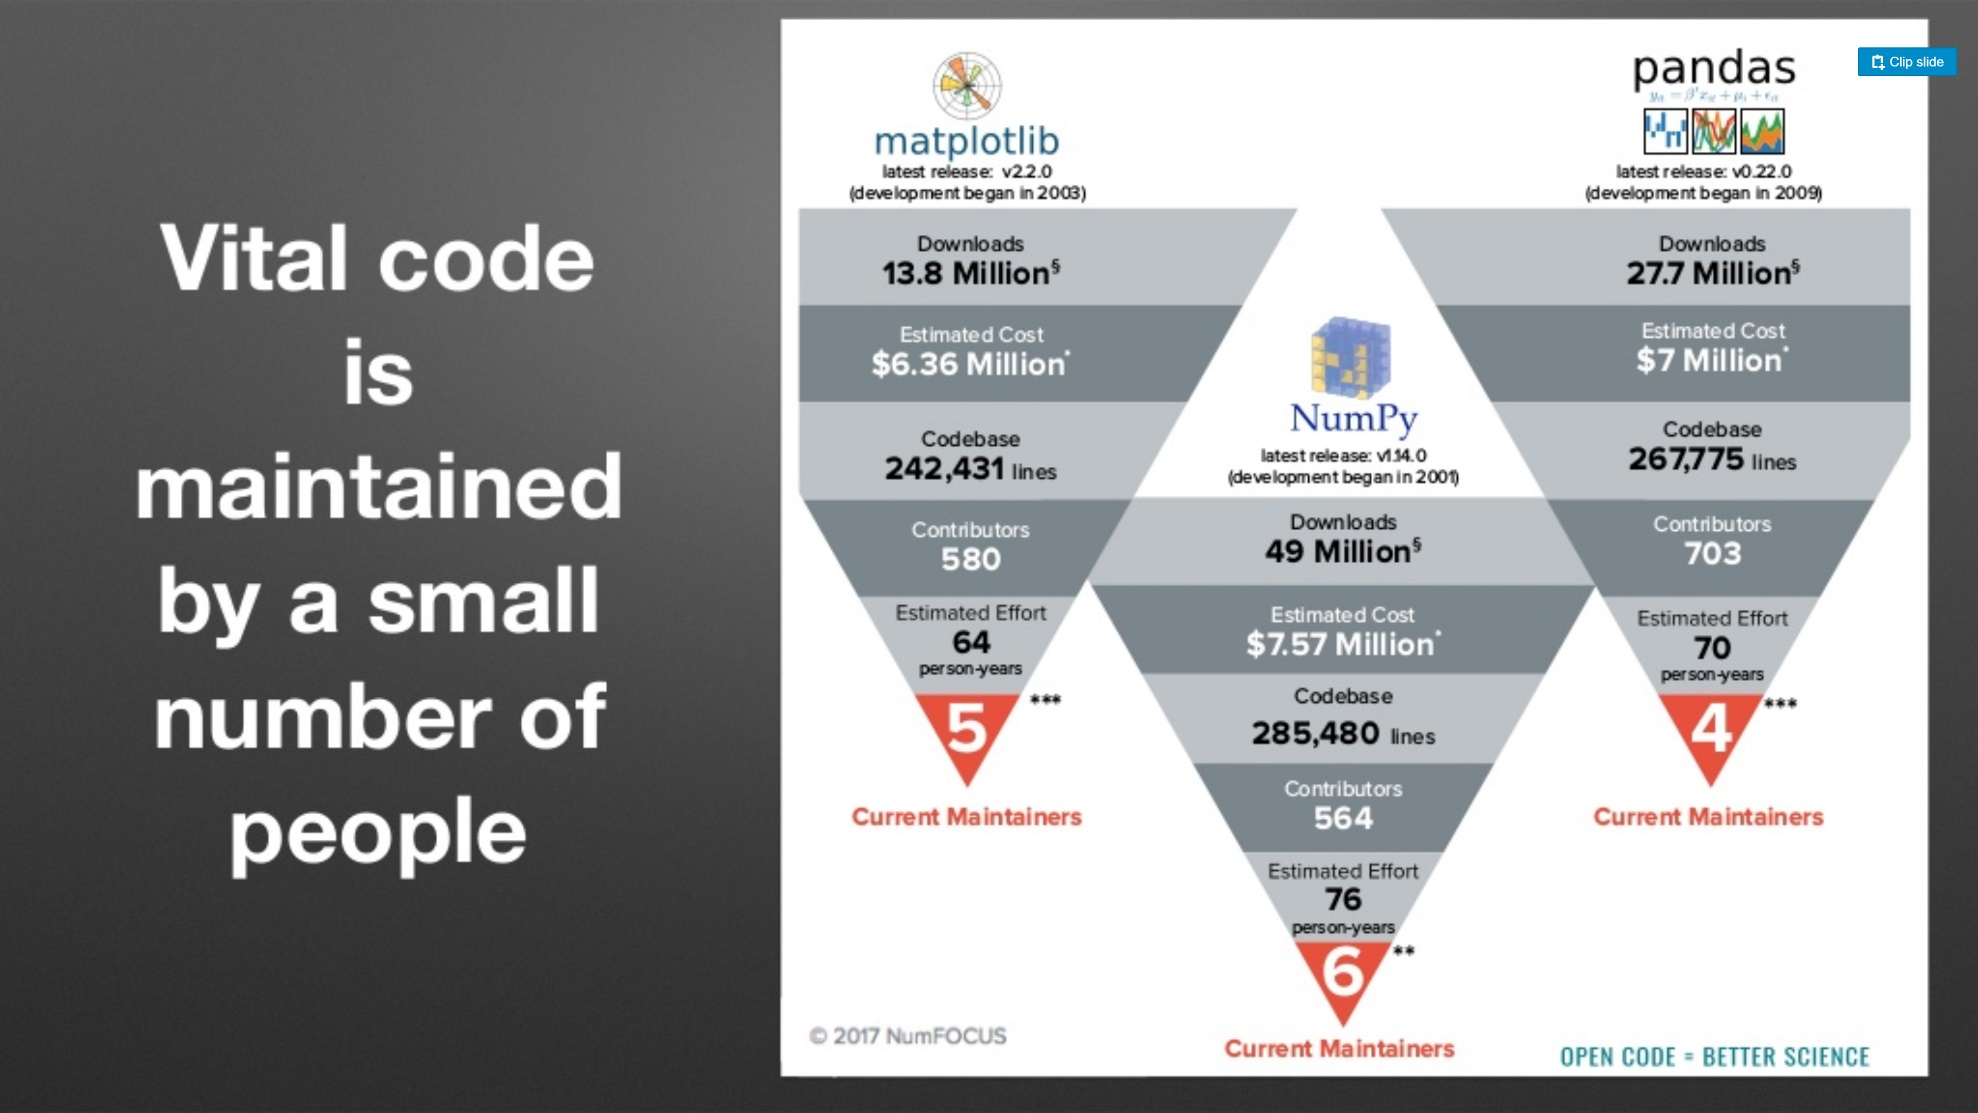 Vital code
is
maintained
by a small
number of
people
matplotlib
latest release: v2.2.0
(development began in 2003)
Downloads
13.8 Million§
Estimated Cost
$6.36 Million*
Codebase
242,431 lines
Contributors
580
Estimated Effort
64
person-years
5 ***
Current Maintainers
NumPy
latest release: v1.14.0
(development began in 2001)
Downloads
49 Million§
Estimated Cost
$7.57 Million*
Codebase
285,480 lines
Contributors
564
Estimated Effort
76
person-years
6 **
Current Maintainers
pandas
latest release: v0.22.0
(development began in 2009)
Downloads
27.7 Million§
Estimated Cost
$7 Million*
Codebase
267,775 lines
Contributors
703
Estimated Effort
70
person-years
4 ***
Current Maintainers
Clip slide
© 2017 NumFOCUS
OPEN CODE = BETTER SCIENCE